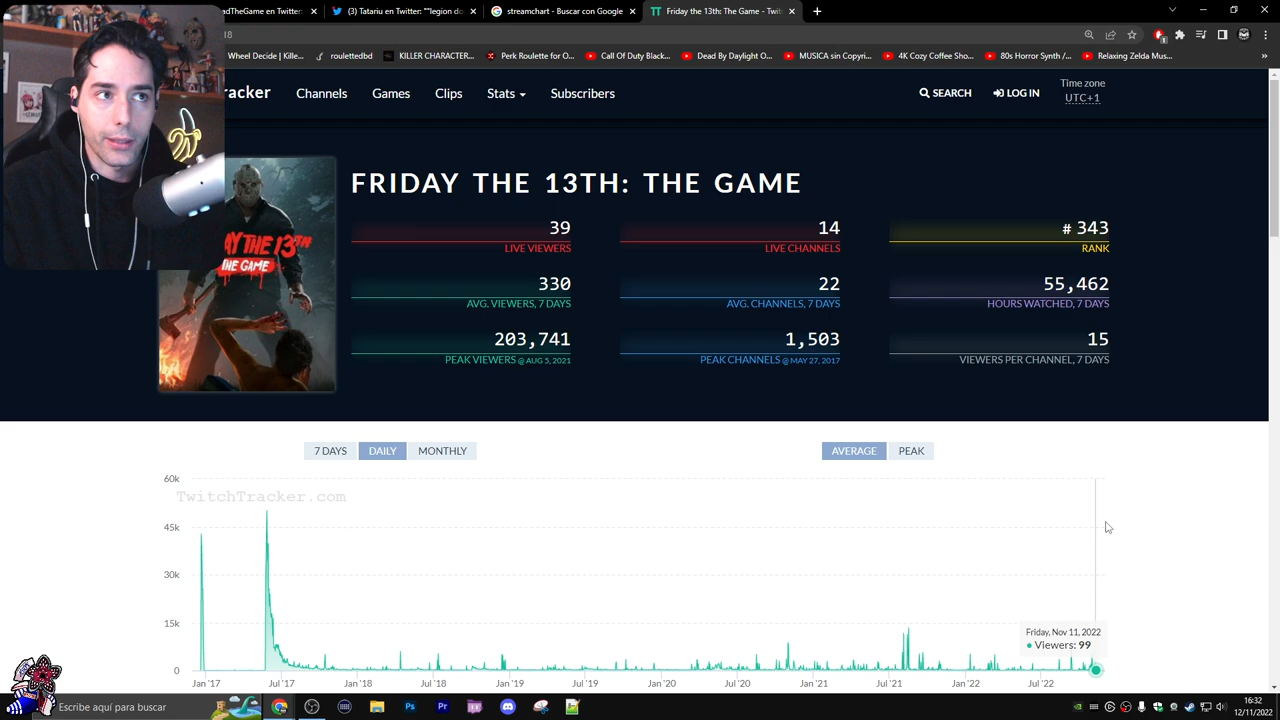 adTheGame en Twitter:
(3) Tatariu en Twitter: "“legion do
streamchart - Buscar con Google
Friday the 13th: The Game - Twit
18
Wheel Decide | Kille...
roulettedbd
KILLER CHARACTER...
Perk Roulette for O...
Call Of Duty Black...
Dead By Daylight O...
MUSICA sin Copyri...
4K Cozy Coffee Sho...
80s Horror Synth /...
Relaxing Zelda Mus...
racker
Channels
Games
Clips
Stats
Subscribers
SEARCH
LOG IN
Time zone
UTC+1
FRIDAY THE 13TH: THE GAME
39
LIVE VIEWERS
14
LIVE CHANNELS
# 343
RANK
330
AVG. VIEWERS, 7 DAYS
22
AVG. CHANNELS, 7 DAYS
55,462
HOURS WATCHED, 7 DAYS
203,741
PEAK VIEWERS @ AUG 5, 2021
1,503
PEAK CHANNELS @ MAY 27, 2017
15
VIEWERS PER CHANNEL, 7 DAYS
AY THE 13TH
THE GAME
7 DAYS
DAILY
MONTHLY
AVERAGE
PEAK
60k
TwitchTracker.com
45k
30k
15k
0
Friday, Nov 11, 2022
Viewers: 99
Jan '17
Jul '17
Jan '18
Jul '18
Jan '19
Jul '19
Jan '20
Jul '20
Jan '21
Jul '21
Jan '22
Jul '22
Escribe aquí para buscar
16:32
12/11/2022